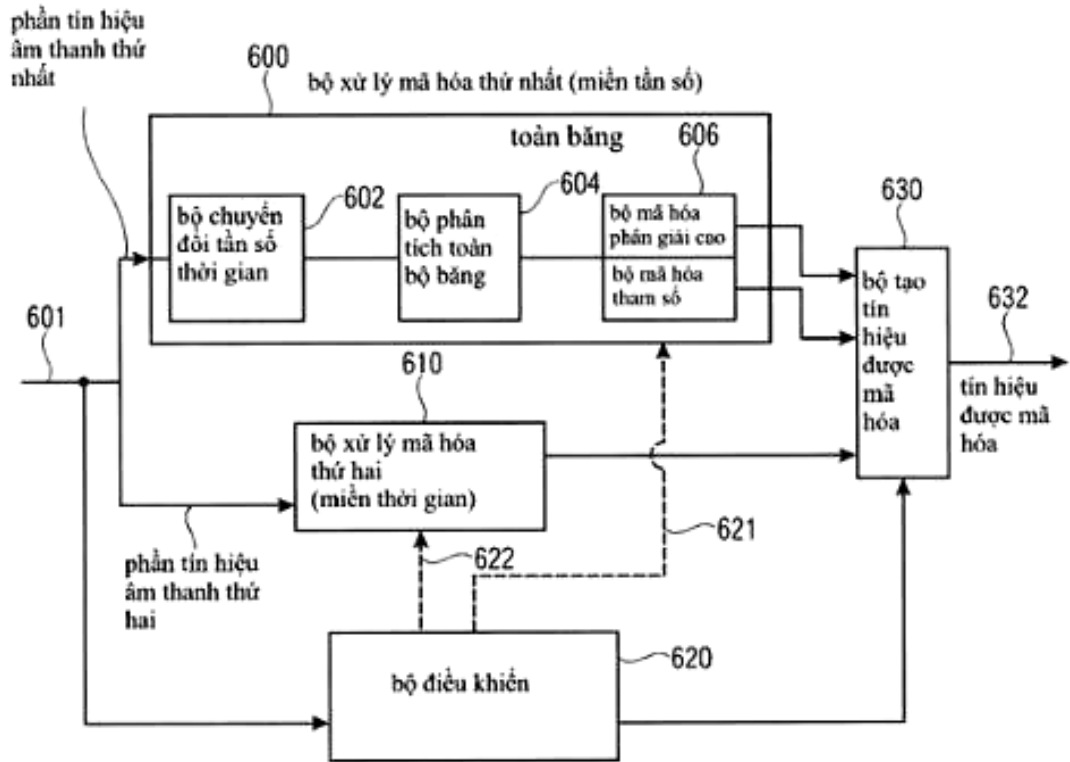 phần tín hiệu
âm thanh thứ
nhất
600
bộ xử lý mã hóa thứ nhất (miền tần số)
toàn băng
606
602
604
630
bộ chuyển
đổi tần số
thời gian
bộ phân
tích toàn
bộ băng
bộ mã hóa
phân giải cao
bộ mã hóa
tham số
bộ tạo
tín
hiệu
được
mã
hóa
632
601
610
tín hiệu
được mã
hóa
bộ xử lý mã hóa
thứ hai
(miền thời gian)
621
622
phần tín hiệu
âm thanh thứ
hai
620
bộ điều khiển